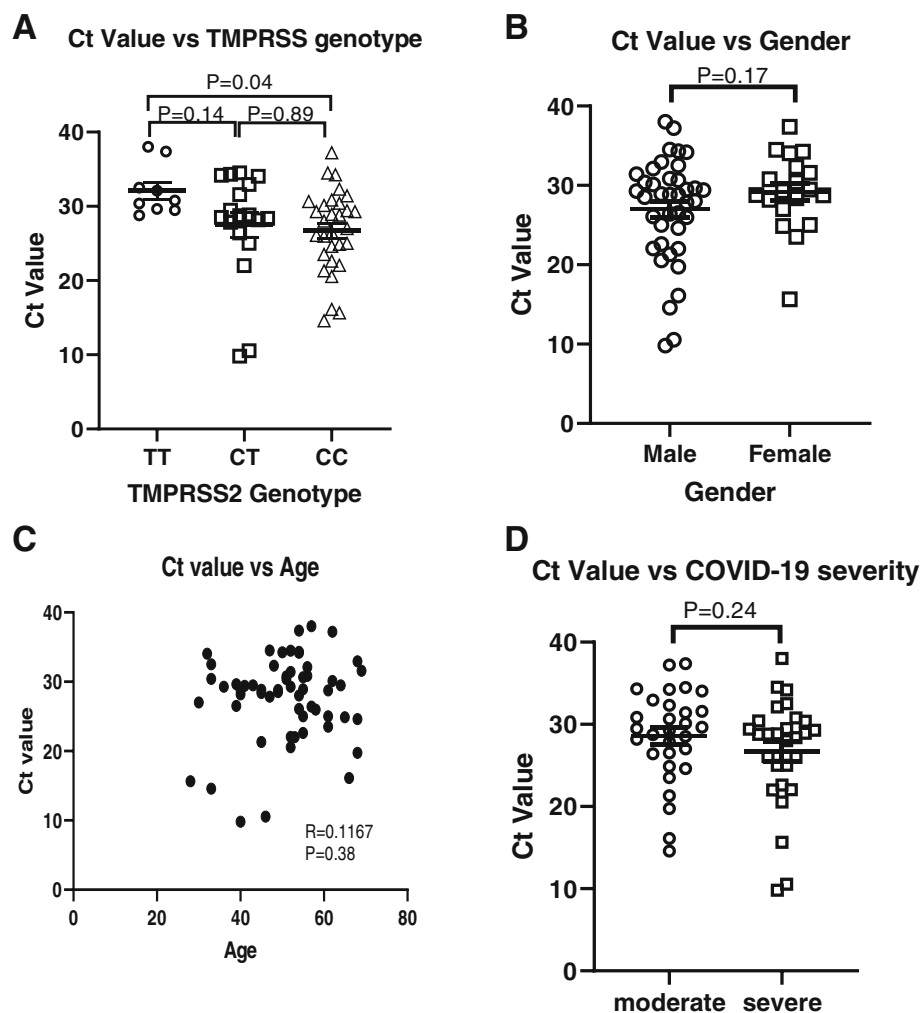 A
Ct Value vs TMPRSS genotype
P=0.04
P=0.14
P=0.89
40
30
20
10
0
Ct Value
TT
CT
CC
TMPRSS2 Genotype
B
Ct Value vs Gender
P=0.17
40
30
20
10
0
Ct Value
Male
Female
Gender
C
Ct value vs Age
40
30
20
10
0
Ct value
R=0.1167
P=0.38
0
20
40
60
80
Age
D
Ct Value vs COVID-19 severity
P=0.24
40
30
20
10
0
Ct Value
moderate
severe